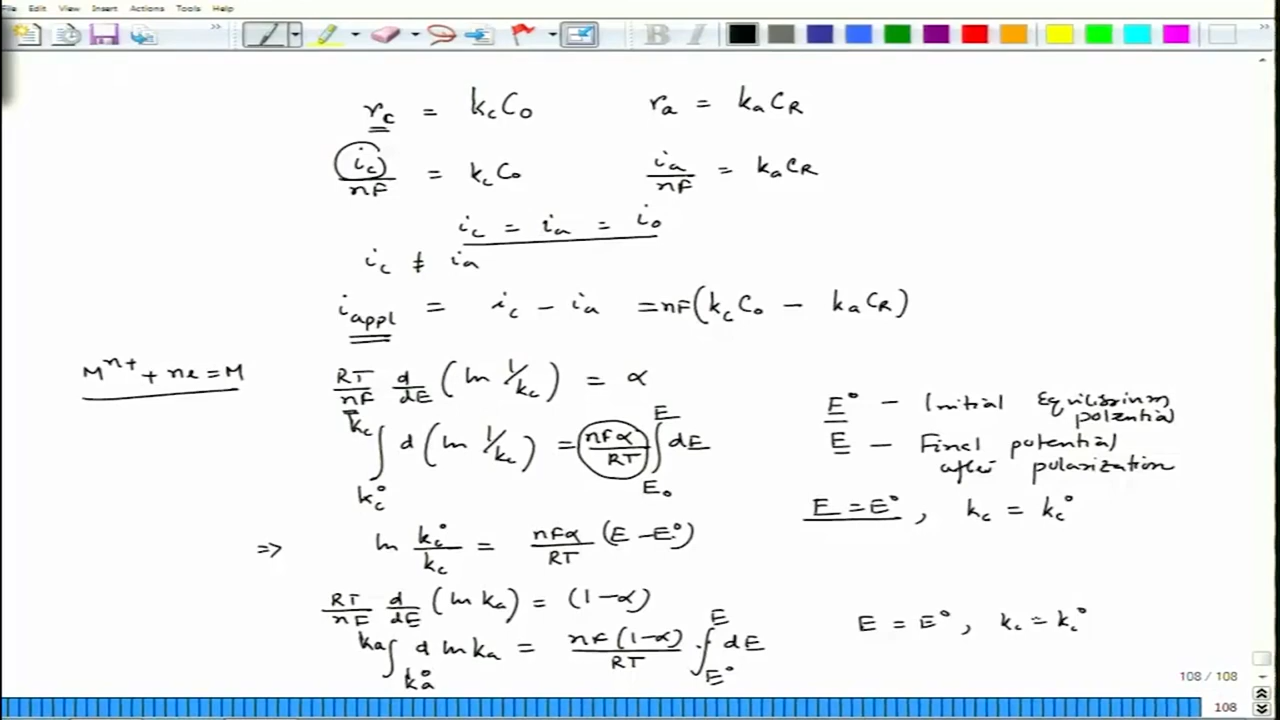 File View Insert Actions Tools Help
r_c = k_c C_o r_a = k_a C_R
i_c/nF = k_c C_o i_a/nF = k_a C_R
i_c = i_a = i_o
i_c ≠ i_a
i_appl = i_c - i_a = nF(k_c C_o - k_a C_R)
M^n+ + ne = M RT/nF d/dE (ln 1/k_c) = α
E° - Initial Equilibrium potential
∫_{k_c°}^{k_c} d(ln 1/k_c) = nFα/RT ∫_{E_o}^{E} dE
E - Final potential after polarization
E = E°, k_c = k_c°
=> ln k_c°/k_c = nFα/RT (E - E°)
RT/nF d/dE (ln k_a) = (1-α)
E = E°, k_c = k_c°
∫_{k_a°}^{k_a} d ln k_a = nF(1-α)/RT · ∫_{E°}^{E} dE
108 / 108
108